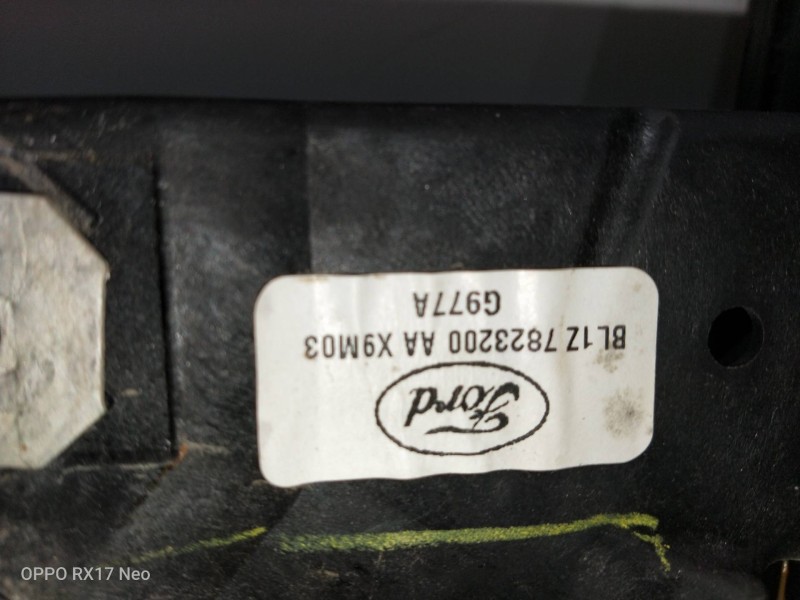 Ford
BL1Z 7823200 AA X9M03
G977A
OPPO RX17 Neo